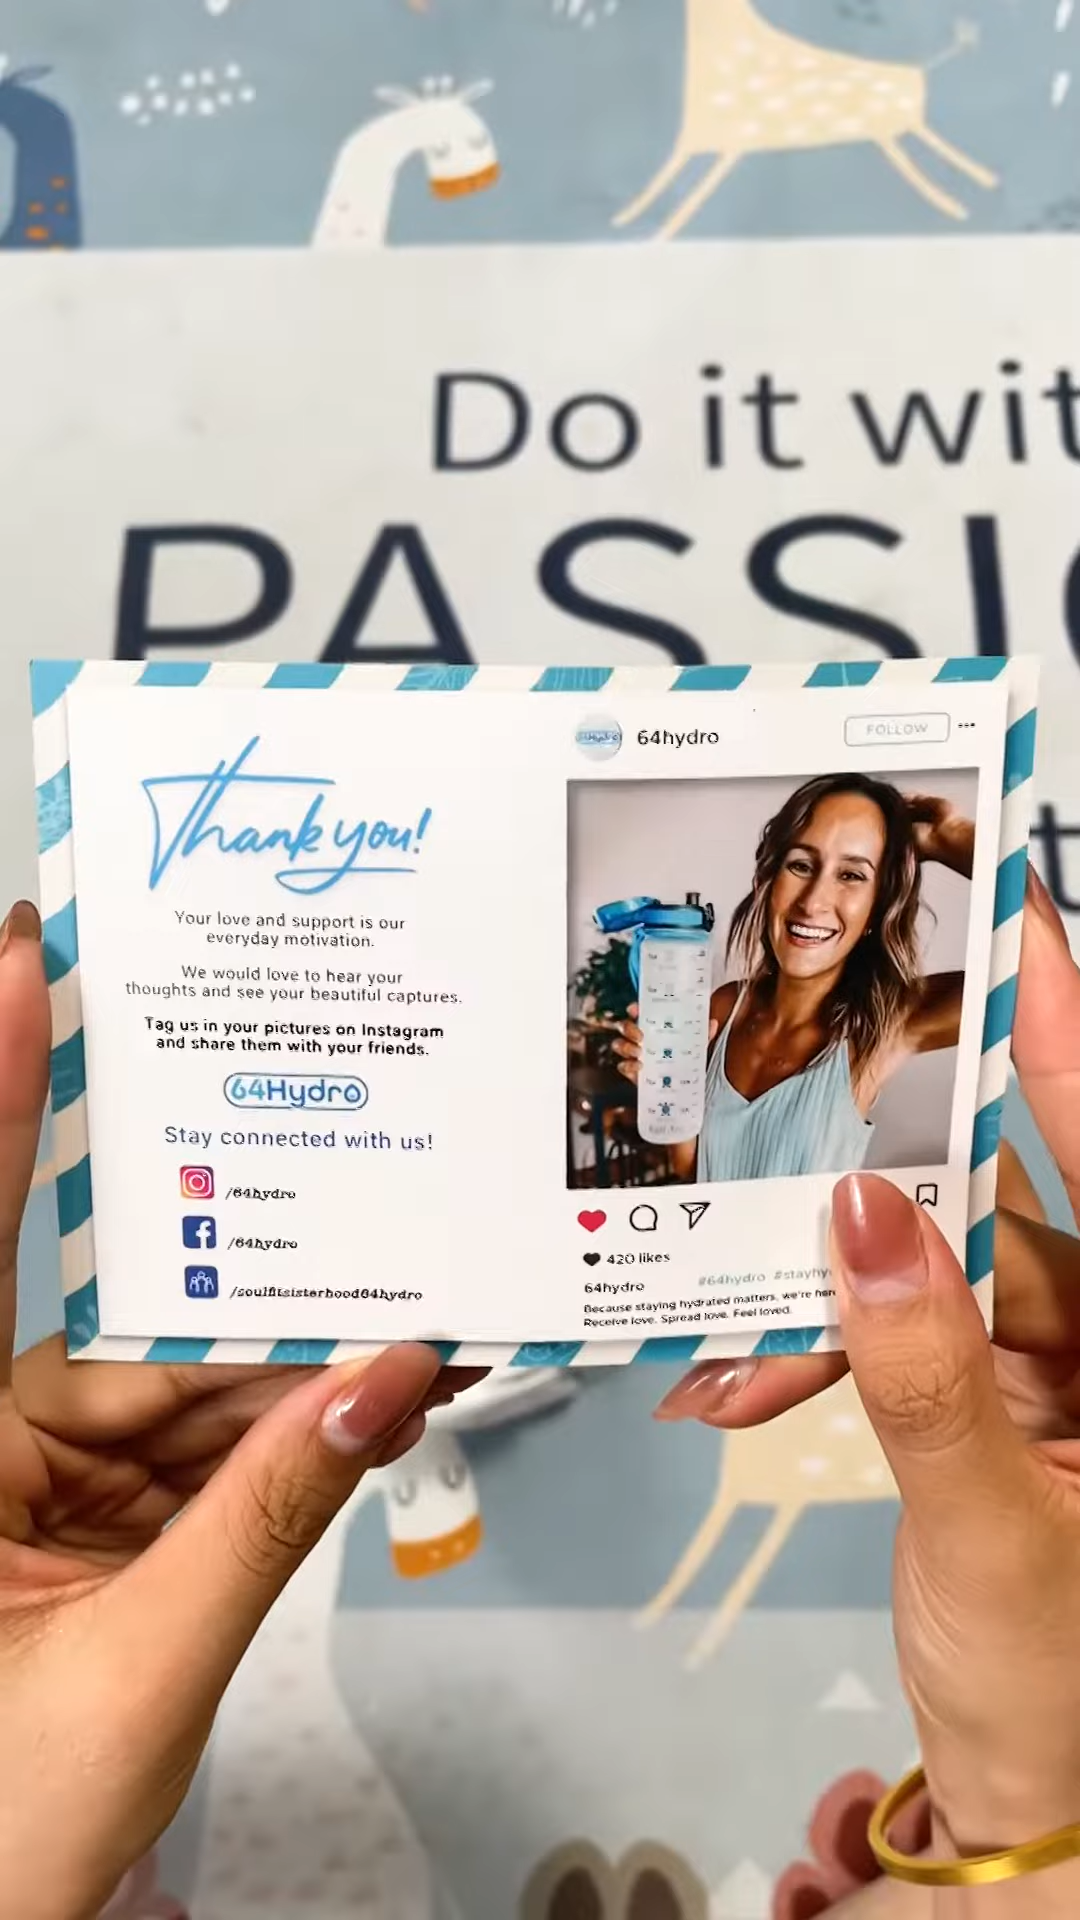 Do it wit
PASSI
Thank you!
Your love and support is our
everyday motivation.
We would love to hear your
thoughts and see your beautiful captures.
Tag us in your pictures on Instagram
and share them with your friends.
64Hydro
Stay connected with us!
/64hydro
/64hydro
/soulfitsisterhood64hydro
64hydro
FOLLOW
420 likes
64hydro #64hydro #stayhy
Because staying hydrated matters, we're her
Receive love. Spread love. Feel loved.